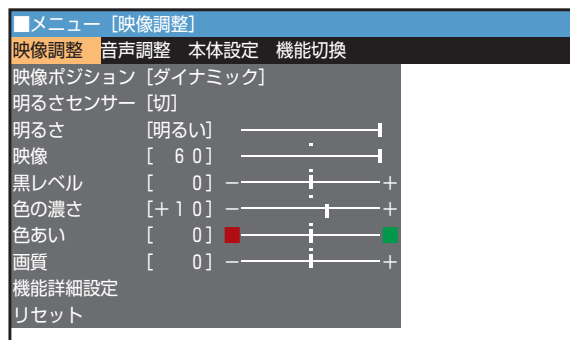 ■メニュー [映像調整]
映像調整 音声調整 本体設定 機能切換
映像ポジション [ダイナミック]
明るさセンサー [切]
明るさ [明るい]
映像 [ 60]
黒レベル [ 0] − +
色の濃さ [+10] − +
色あい [ 0]
画質 [ 0] − +
機能詳細設定
リセット